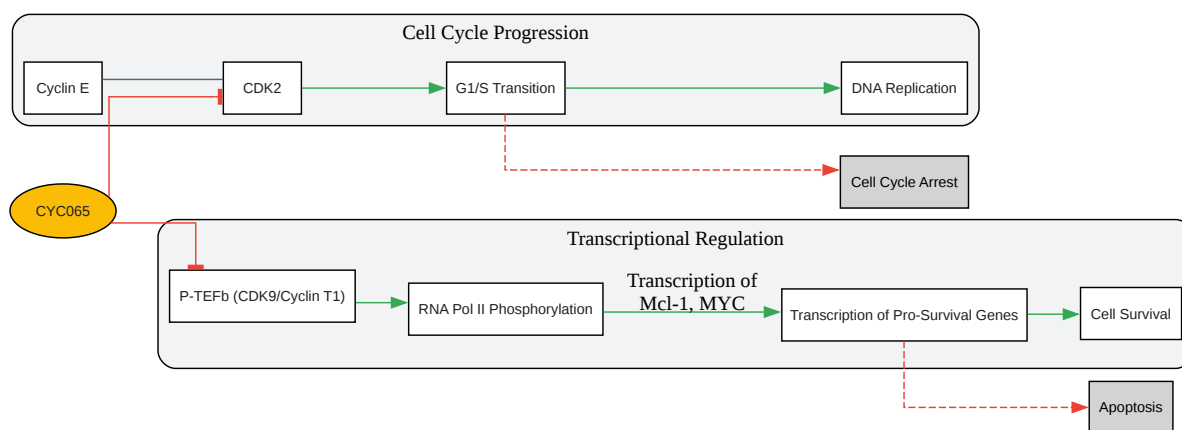 Cell Cycle Progression
Cyclin E
CDK2
G1/S Transition
DNA Replication
Cell Cycle Arrest
CYC065
Transcriptional Regulation
P-TEFb (CDK9/Cyclin T1)
RNA Pol II Phosphorylation
Transcription of
Mcl-1, MYC
Transcription of Pro-Survival Genes
Cell Survival
Apoptosis